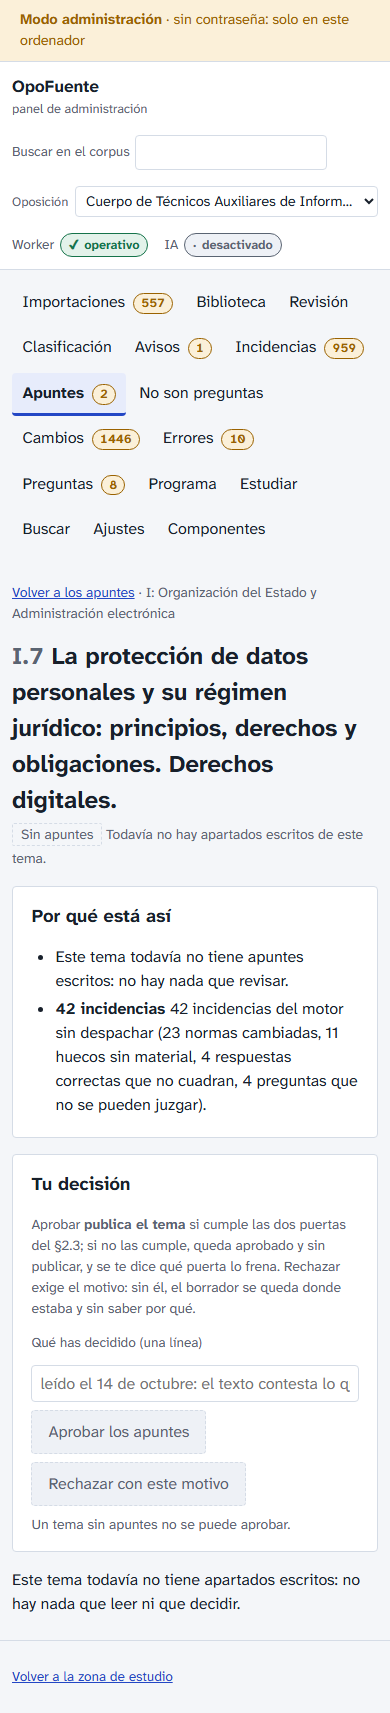 Modo administración · sin contraseña: solo en este
ordenador
OpoFuente
panel de administración
Buscar en el corpus
Oposición Cuerpo de Técnicos Auxiliares de Inform...
Worker ✓ operativo IA · desactivado
Importaciones 557 Biblioteca Revisión
Clasificación Avisos 1 Incidencias 959
Apuntes 2 No son preguntas
Cambios 1446 Errores 10
Preguntas 8 Programa Estudiar
Buscar Ajustes Componentes
Volver a los apuntes · I: Organización del Estado y
Administración electrónica
I.7 La protección de datos
personales y su régimen
jurídico: principios, derechos y
obligaciones. Derechos
digitales.
Sin apuntes Todavía no hay apartados escritos de este
tema.
Por qué está así
• Este tema todavía no tiene apuntes
escritos: no hay nada que revisar.
• 42 incidencias 42 incidencias del motor
sin despachar (23 normas cambiadas, 11
huecos sin material, 4 respuestas
correctas que no cuadran, 4 preguntas que
no se pueden juzgar).
Tu decisión
Aprobar publica el tema si cumple las dos puertas
del §2.3; si no las cumple, queda aprobado y sin
publicar, y se te dice qué puerta lo frena. Rechazar
exige el motivo: sin él, el borrador se queda donde
estaba y sin saber por qué.
Qué has decidido (una línea)
leído el 14 de octubre: el texto contesta lo q
Aprobar los apuntes
Rechazar con este motivo
Un tema sin apuntes no se puede aprobar.
Este tema todavía no tiene apartados escritos: no
hay nada que leer ni que decidir.
Volver a la zona de estudio